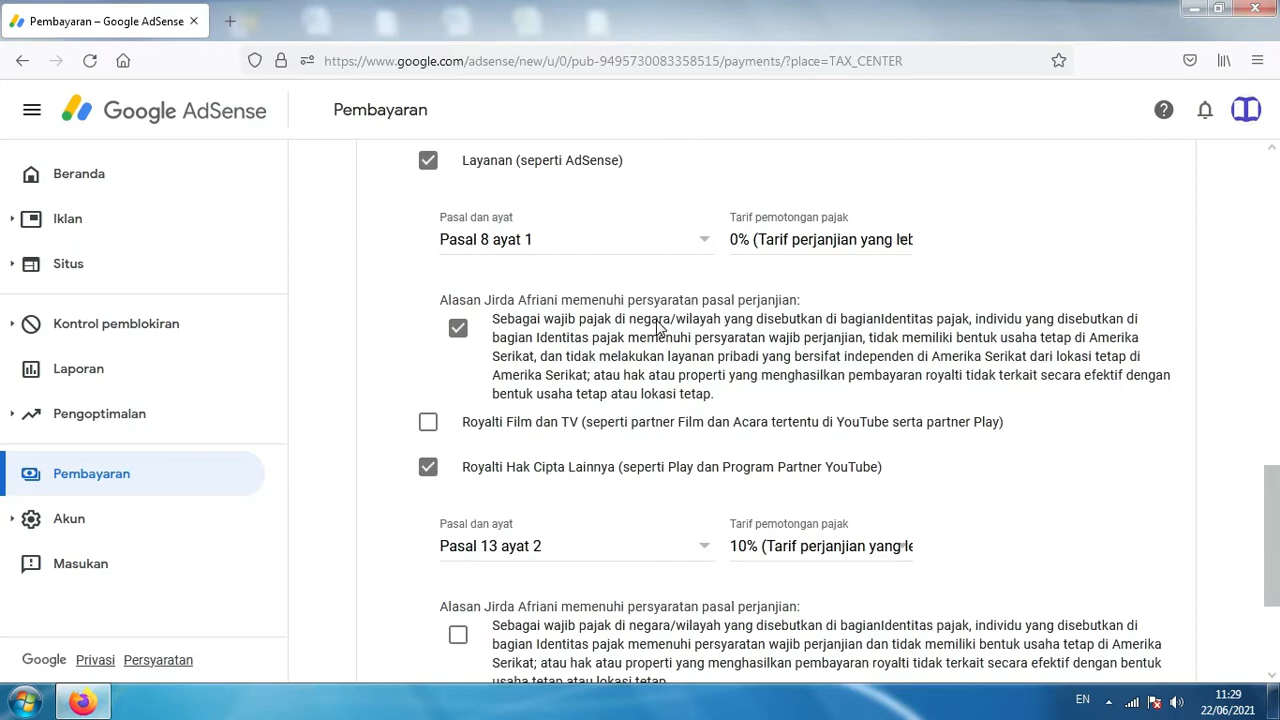 Pembayaran – Google AdSense
https://www.google.com/adsense/new/u/0/pub-9495730083358515/payments/?place=TAX_CENTER
Google AdSense
Pembayaran
Beranda
Iklan
Situs
Kontrol pemblokiran
Laporan
Pengoptimalan
Pembayaran
Akun
Masukan
Google Privasi Persyaratan
Layanan (seperti AdSense)
Pasal dan ayat Tarif pemotongan pajak
Pasal 8 ayat 1 0% (Tarif perjanjian yang leb
Alasan Jirda Afriani memenuhi persyaratan pasal perjanjian:
Sebagai wajib pajak di negara/wilayah yang disebutkan di bagianIdentitas pajak, individu yang disebutkan di
bagian Identitas pajak memenuhi persyaratan wajib perjanjian, tidak memiliki bentuk usaha tetap di Amerika
Serikat, dan tidak melakukan layanan pribadi yang bersifat independen di Amerika Serikat dari lokasi tetap di
Amerika Serikat; atau hak atau properti yang menghasilkan pembayaran royalti tidak terkait secara efektif dengan
bentuk usaha tetap atau lokasi tetap.
Royalti Film dan TV (seperti partner Film dan Acara tertentu di YouTube serta partner Play)
Royalti Hak Cipta Lainnya (seperti Play dan Program Partner YouTube)
Pasal dan ayat Tarif pemotongan pajak
Pasal 13 ayat 2 10% (Tarif perjanjian yang le
Alasan Jirda Afriani memenuhi persyaratan pasal perjanjian:
Sebagai wajib pajak di negara/wilayah yang disebutkan di bagianIdentitas pajak, individu yang disebutkan di
bagian Identitas pajak memenuhi persyaratan wajib perjanjian dan tidak memiliki bentuk usaha tetap di Amerika
Serikat; atau hak atau properti yang menghasilkan pembayaran royalti tidak terkait secara efektif dengan bentuk
usaha tetap atau lokasi tetap.
EN
11:29
22/06/2021